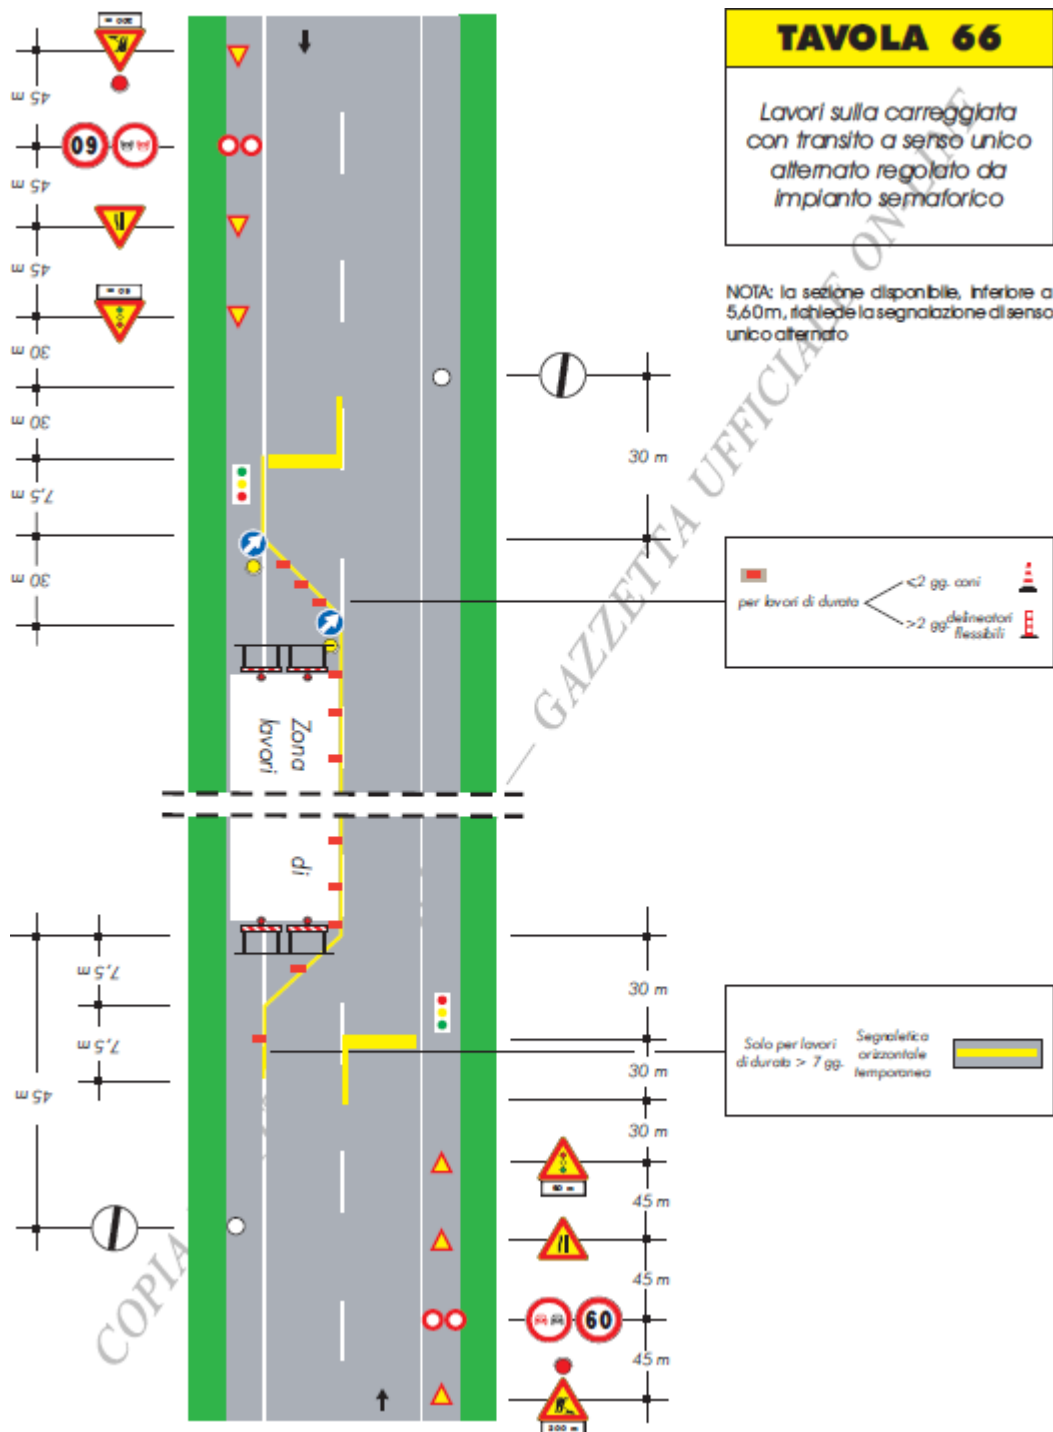 TAVOLA 66
Lavori sulla carreggiata
con transito a senso unico
alternato regolato da
impianto semaforico
NOTA: la sezione disponibile, inferiore a
5,60m, richiede la segnalazione di senso
unico alternato
45 m
60
45 m
45 m
30 m
30 m
7,5 m
30 m
30 m
per lavori di durata
<2 gg. coni
>2 gg. delineatori
flessibili
Zona
lavori
di
7,5 m
7,5 m
45 m
30 m
30 m
30 m
60 m
45 m
45 m
60
45 m
Solo per lavori
di durata > 7 gg.
Segnaletica
orizzontale
temporanea
COPIA
— GAZZETTA UFFICIALE ON-LINE